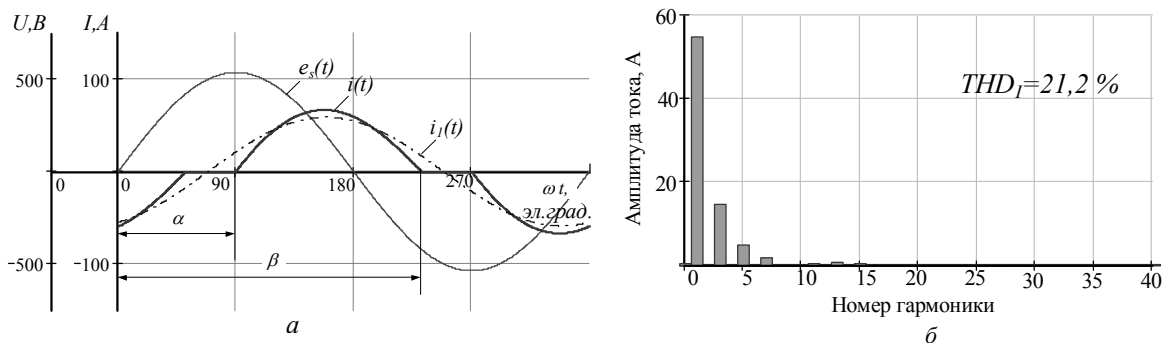 U,В I,А
500 100
e_s(t)
i(t)
i_1(t)
0 0 90 180 270
ω t,
эл.град.
α
β
−500 −100
а
60
40
20
0
Амплитуда тока, А
THD_I=21,2 %
0 5 10 15 20 25 30 35 40
Номер гармоники
б